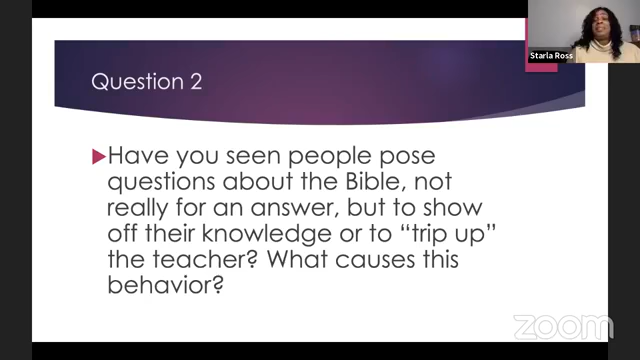 Question 2
Have you seen people pose
questions about the Bible, not
really for an answer, but to show
off their knowledge or to “trip up”
the teacher? What causes this
behavior?
Starla Ross
zoom